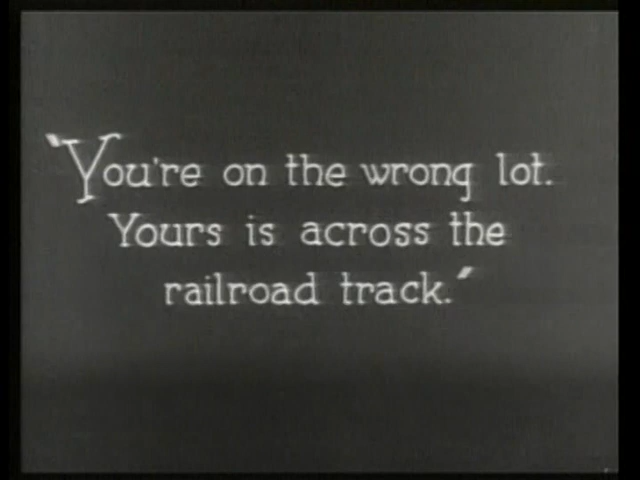 "You're on the wrong lot.
Yours is across the
railroad track."